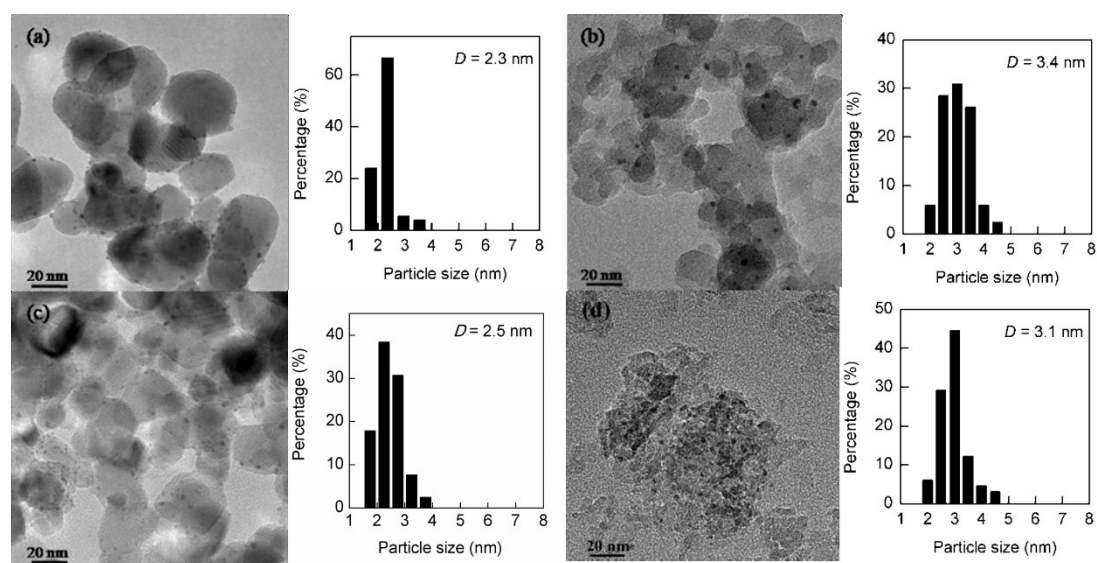 (a)
20 nm
Percentage (%)
60
40
20
0
D = 2.3 nm
1 2 3 4 5 6 7 8
Particle size (nm)
(b)
20 nm
Percentage (%)
40
30
20
10
0
D = 3.4 nm
1 2 3 4 5 6 7 8
Particle size (nm)
(c)
20 nm
Percentage (%)
40
30
20
10
0
D = 2.5 nm
1 2 3 4 5 6 7 8
Particle size (nm)
(d)
20 nm
Percentage (%)
50
40
30
20
10
0
D = 3.1 nm
1 2 3 4 5 6 7 8
Particle size (nm)